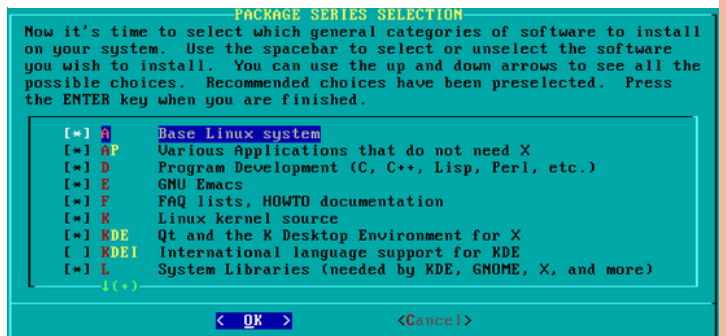 PACKAGE SERIES SELECTION
Now it's time to select which general categories of software to install
on your system.  Use the spacebar to select or unselect the software
you wish to install.  You can use the up and down arrows to see all the
possible choices.  Recommended choices have been preselected.  Press
the ENTER key when you are finished.
[*] A Base Linux system
[*] AP Various Applications that do not need X
[*] D Program Development (C, C++, Lisp, Perl, etc.)
[*] E GNU Emacs
[*] F FAQ lists, HOWTO documentation
[*] K Linux kernel source
[*] KDE Qt and the K Desktop Environment for X
[ ] KDEI International language support for KDE
[*] L System Libraries (needed by KDE, GNOME, X, and more)
↓(+)
< OK > <Cancel>